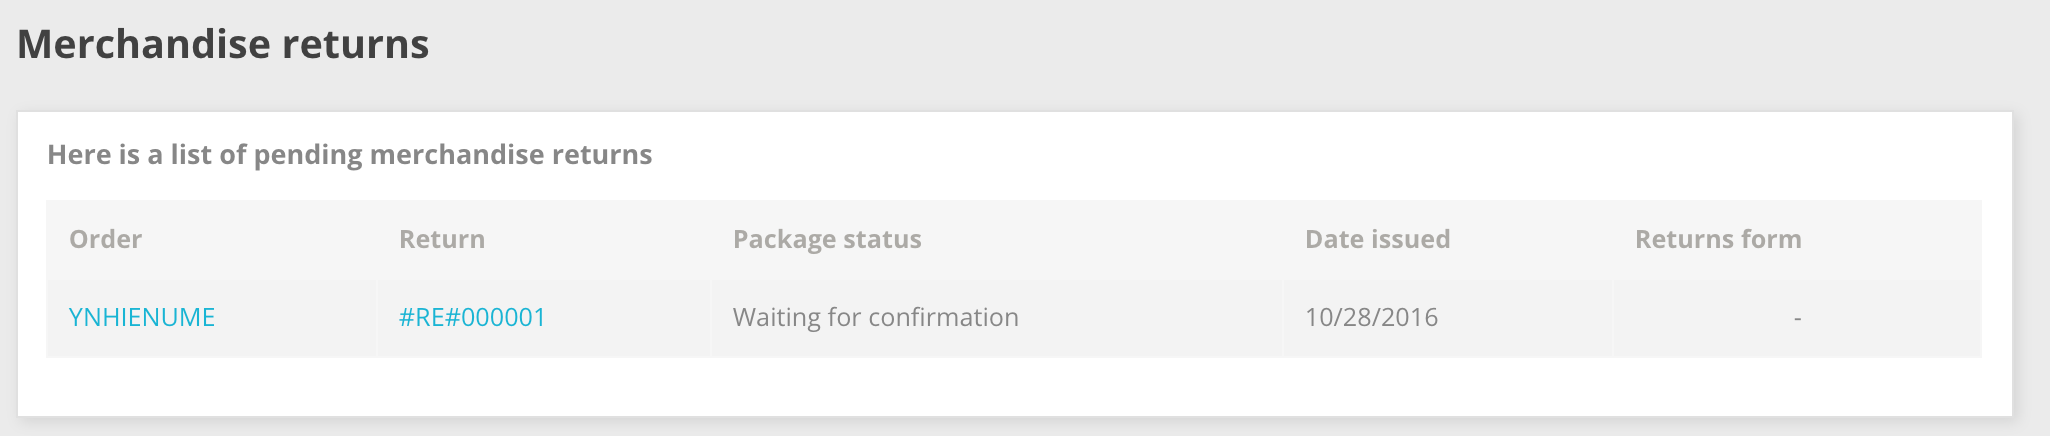 Merchandise returns
Here is a list of pending merchandise returns
Order Return Package status Date issued Returns form
YNHIENUME #RE#000001 Waiting for confirmation 10/28/2016 -